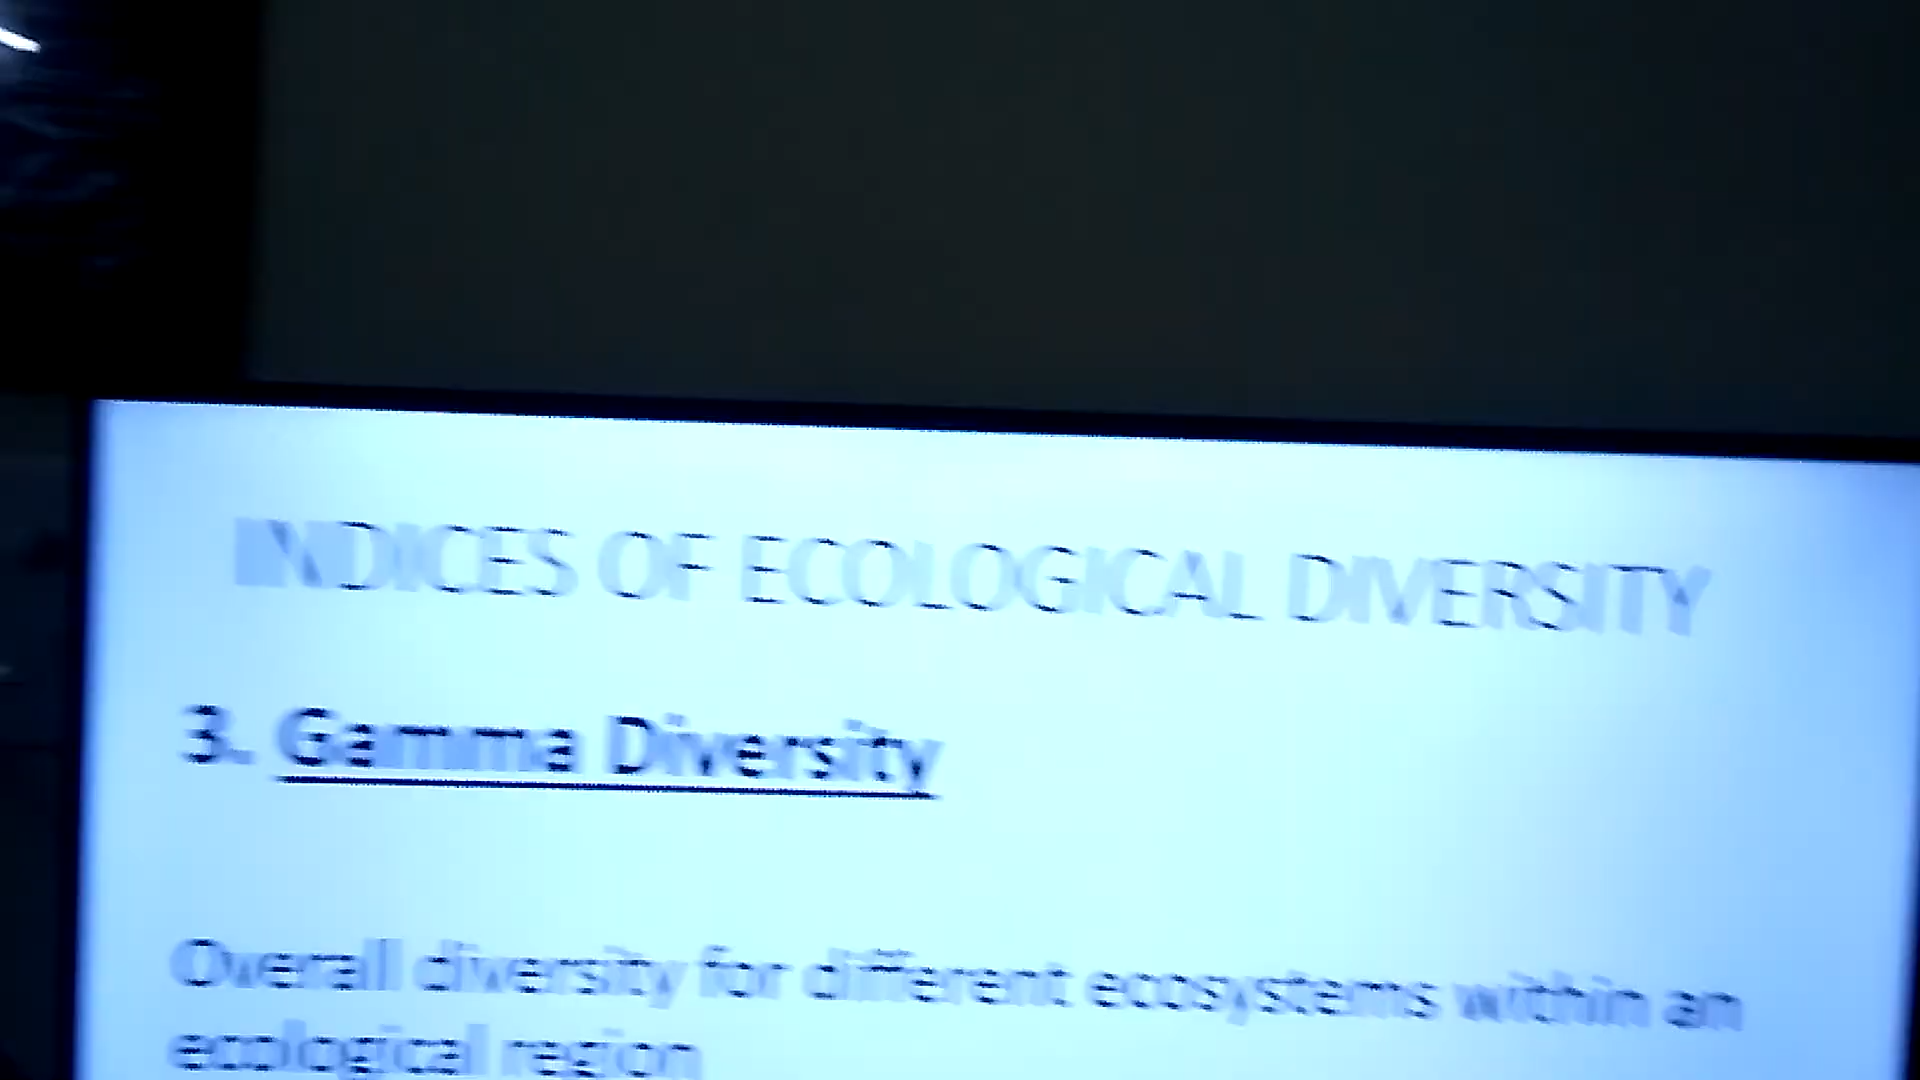 INDICES OF ECOLOGICAL DIVERSITY
3. Gamma Diversity
Overall diversity for different ecosystems within an
ecological region